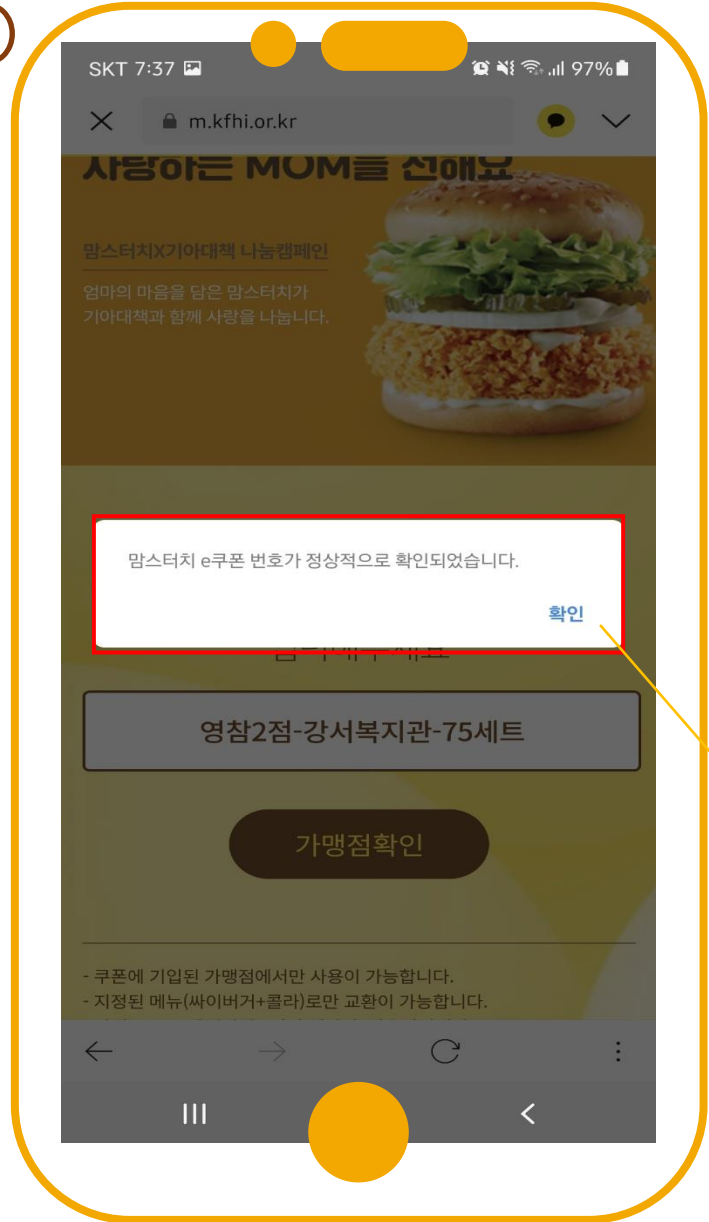 SKT 7:37
97%
m.kfhi.or.kr
사랑하는 MOM을 전해요
맘스터치X기아대책 나눔캠페인
엄마의 마음을 담은 맘스터치가
기아대책과 함께 사랑을 나눕니다.
맘스터치 e쿠폰 번호가 정상적으로 확인되었습니다.
확인
영참2점-강서복지관-75세트
가맹점확인
- 쿠폰에 기입된 가맹점에서만 사용이 가능합니다.
- 지정된 메뉴(싸이버거+콜라)로만 교환이 가능합니다.